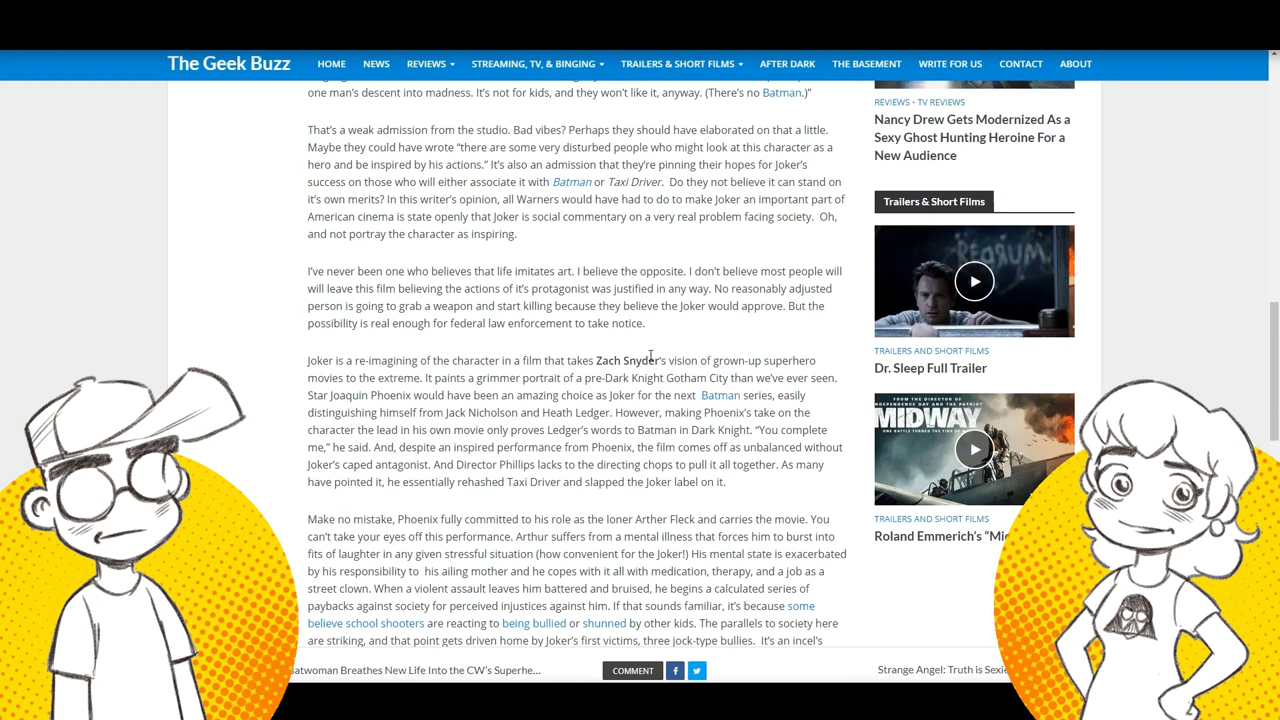 The Geek Buzz
HOME NEWS REVIEWS STREAMING, TV, & BINGING TRAILERS & SHORT FILMS AFTER DARK THE BASEMENT WRITE FOR US CONTACT ABOUT
one man's descent into madness. It's not for kids, and they won't like it, anyway. (There's no Batman.)”
That's a weak admission from the studio. Bad vibes? Perhaps they should have elaborated on that a little.
Maybe they could have wrote “there are some very disturbed people who might look at this character as a
hero and be inspired by his actions.” It's also an admission that they're pinning their hopes for Joker's
success on those who will either associate it with Batman or Taxi Driver. Do they not believe it can stand on
it's own merits? In this writer's opinion, all Warners would have had to do to make Joker an important part of
American cinema is state openly that Joker is social commentary on a very real problem facing society. Oh,
and not portray the character as inspiring.
I've never been one who believes that life imitates art. I believe the opposite. I don't believe most people will
will leave this film believing the actions of it's protagonist was justified in any way. No reasonably adjusted
person is going to grab a weapon and start killing because they believe the Joker would approve. But the
possibility is real enough for federal law enforcement to take notice.
Joker is a re-imagining of the character in a film that takes Zach Snyder's vision of grown-up superhero
movies to the extreme. It paints a grimmer portrait of a pre-Dark Knight Gotham City than we've ever seen.
Star Joaquin Phoenix would have been an amazing choice as Joker for the next Batman series, easily
distinguishing himself from Jack Nicholson and Heath Ledger. However, making Phoenix's take on the
character the lead in his own movie only proves Ledger's words to Batman in Dark Knight. “You complete
me,” he said. And, despite an inspired performance from Phoenix, the film comes off as unbalanced without
Joker's caped antagonist. And Director Phillips lacks to the directing chops to pull it all together. As many
have pointed it, he essentially rehashed Taxi Driver and slapped the Joker label on it.
Make no mistake, Phoenix fully committed to his role as the loner Arther Fleck and carries the movie. You
can't take your eyes off this performance. Arthur suffers from a mental illness that forces him to burst into
fits of laughter in any given stressful situation (how convenient for the Joker!) His mental state is exacerbated
by his responsibility to his ailing mother and he copes with it all with medication, therapy, and a job as a
street clown. When a violent assault leaves him battered and bruised, he begins a calculated series of
paybacks against society for perceived injustices against him. If that sounds familiar, it's because some
believe school shooters are reacting to being bullied or shunned by other kids. The parallels to society here
are striking, and that point gets driven home by Joker's first victims, three jock-type bullies. It's an incel's
REVIEWS • TV REVIEWS
Nancy Drew Gets Modernized As a
Sexy Ghost Hunting Heroine For a
New Audience
Trailers & Short Films
REDRUM
TRAILERS AND SHORT FILMS
Dr. Sleep Full Trailer
MIDWAY
TRAILERS AND SHORT FILMS
Roland Emmerich's “Mi
Batwoman Breathes New Life Into the CW's Superhe...
COMMENT
Strange Angel: Truth is Sexi